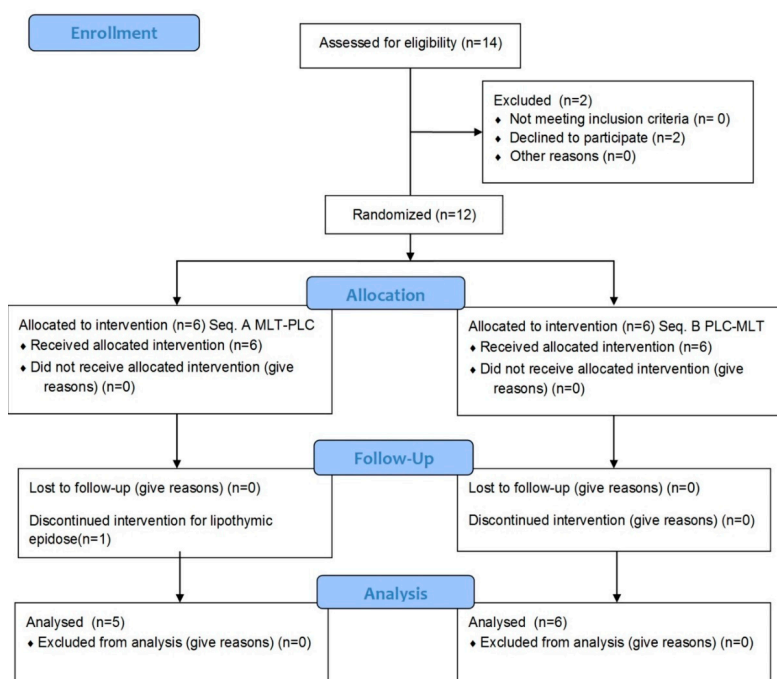 Enrollment
Assessed for eligibility (n=14)
Excluded (n=2)
♦ Not meeting inclusion criteria (n= 0)
♦ Declined to participate (n=2)
♦ Other reasons (n=0)
Randomized (n=12)
Allocation
Allocated to intervention (n=6) Seq. A MLT-PLC
♦ Received allocated intervention (n=6)
♦ Did not receive allocated intervention (give
reasons) (n=0)
Allocated to intervention (n=6) Seq. B PLC-MLT
♦ Received allocated intervention (n=6)
♦ Did not receive allocated intervention (give
reasons) (n=0)
Follow-Up
Lost to follow-up (give reasons) (n=0)
Discontinued intervention for lipothymic
epidose(n=1)
Lost to follow-up (give reasons) (n=0)
Discontinued intervention (give reasons) (n=0)
Analysis
Analysed (n=5)
♦ Excluded from analysis (give reasons) (n=0)
Analysed (n=6)
♦ Excluded from analysis (give reasons) (n=0)